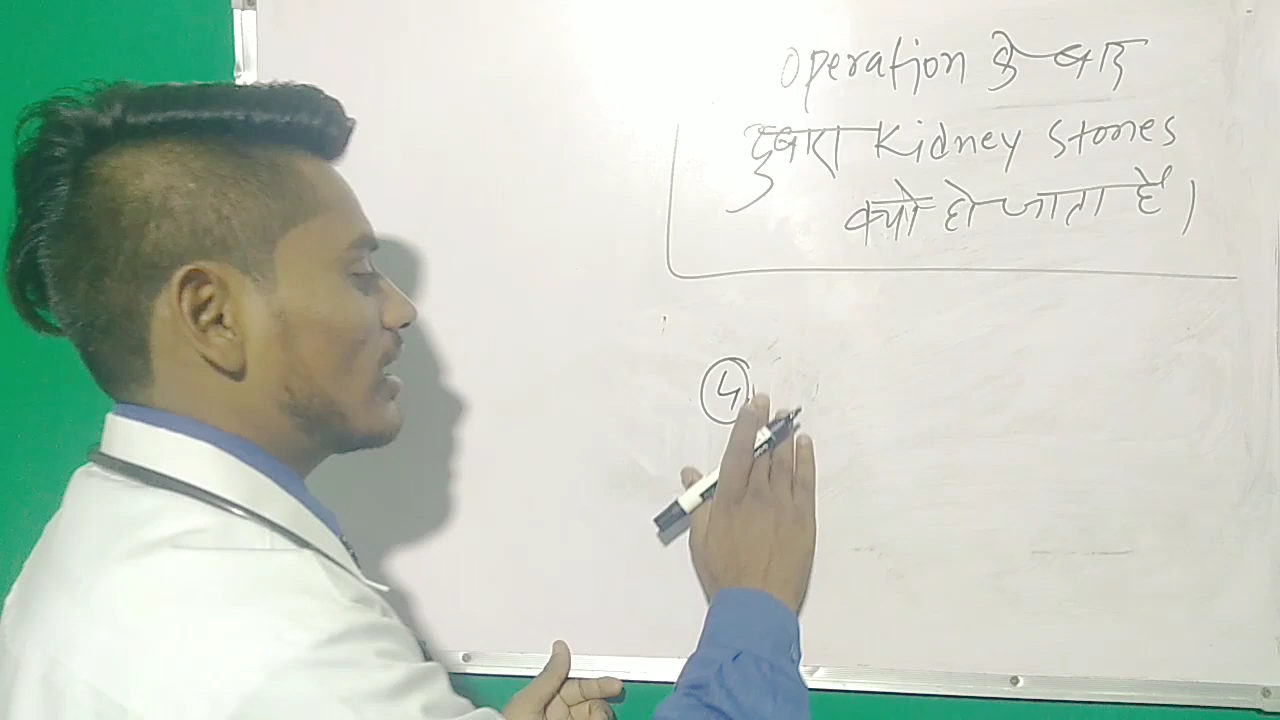 Operation के बाद
दुबारा Kidney Stones
क्यों हो जाता है।
4